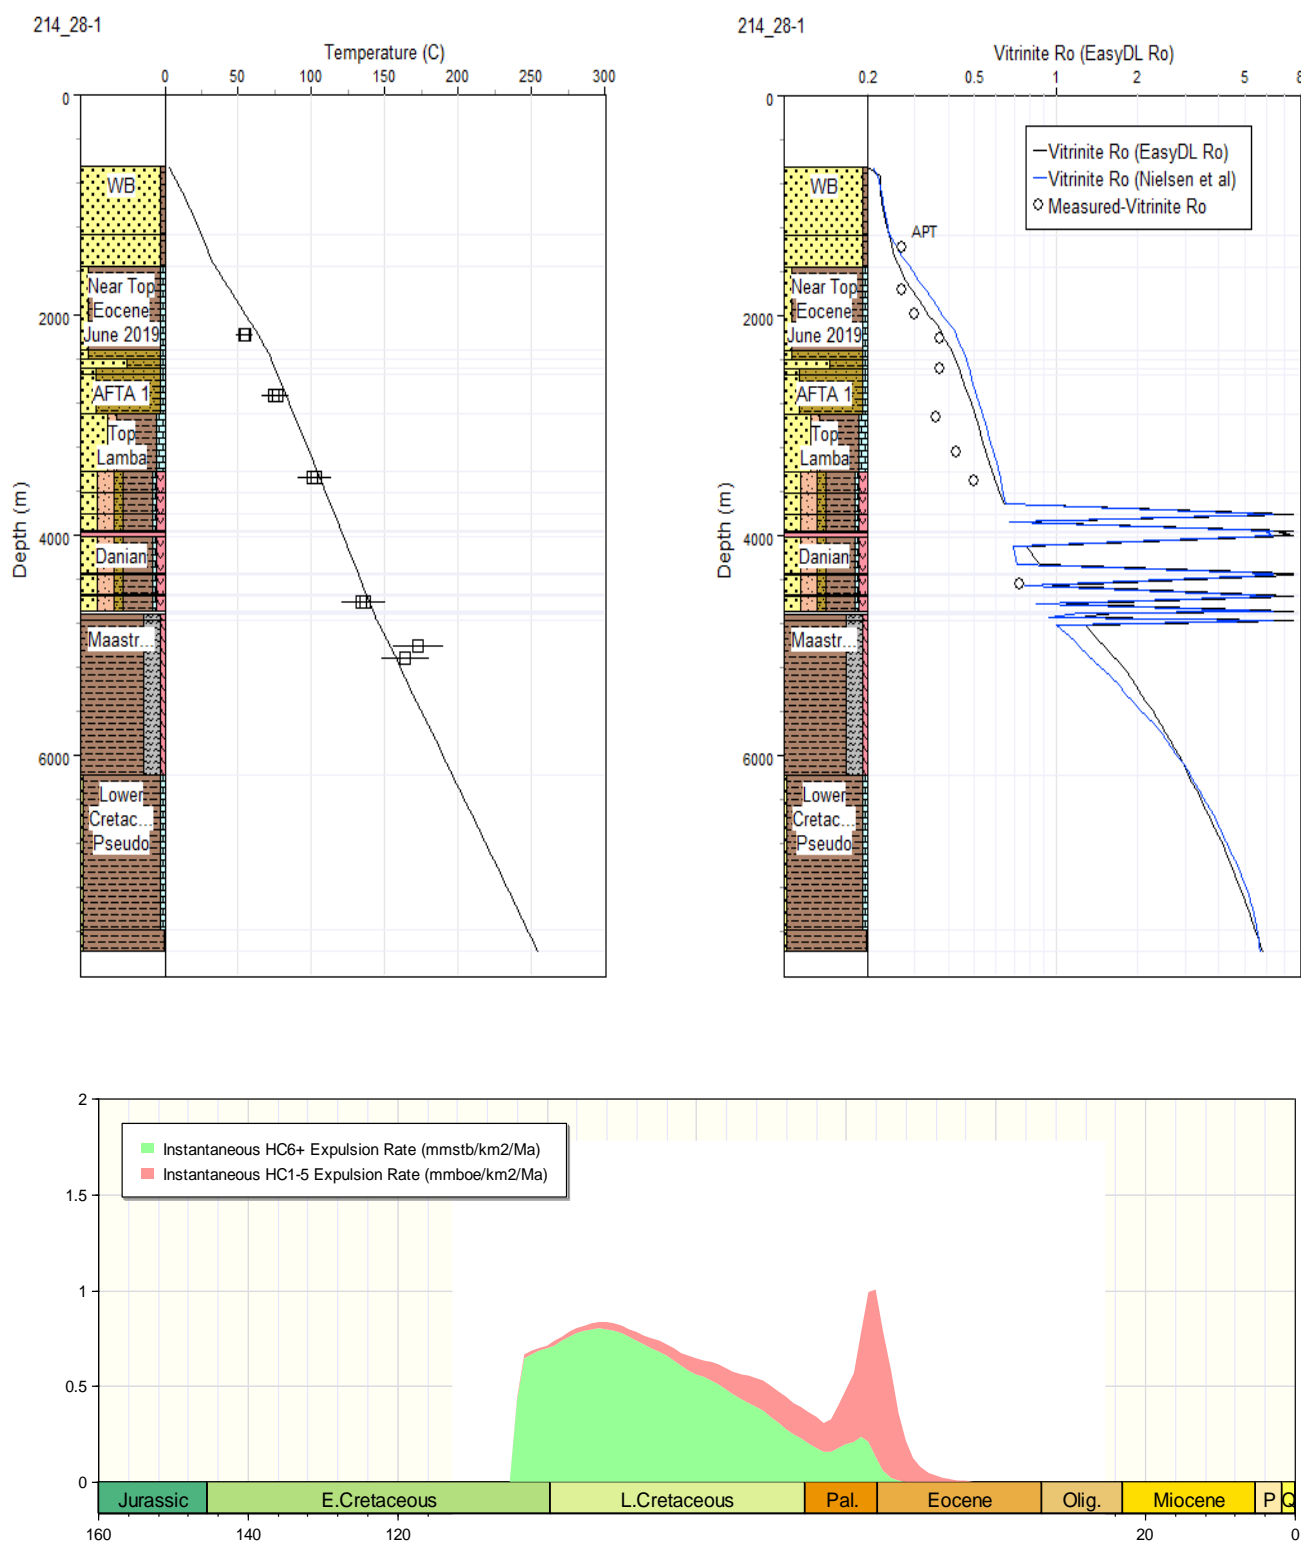 214_28-1
Temperature (C)
0 50 100 150 200 250 300
0
2000
4000
6000
Depth (m)
WB
Near Top
Eocene
June 2019
AFTA 1
Top
Lamba
Danian
Maastr...
Lower
Cretac...
Pseudo
214_28-1
Vitrinite Ro (EasyDL Ro)
0.2 0.5 1 2 5 8
0
2000
4000
6000
Depth (m)
Vitrinite Ro (EasyDL Ro)
Vitrinite Ro (Nielsen et al)
Measured-Vitrinite Ro
APT
WB
Near Top
Eocene
June 2019
AFTA 1
Top
Lamba
Danian
Maastr...
Lower
Cretac...
Pseudo
2
1.5
1
0.5
0
Instantaneous HC6+ Expulsion Rate (mmstb/km2/Ma)
Instantaneous HC1-5 Expulsion Rate (mmboe/km2/Ma)
Jurassic E.Cretaceous L.Cretaceous Pal. Eocene Olig. Miocene P Q
160 140 120 20 0